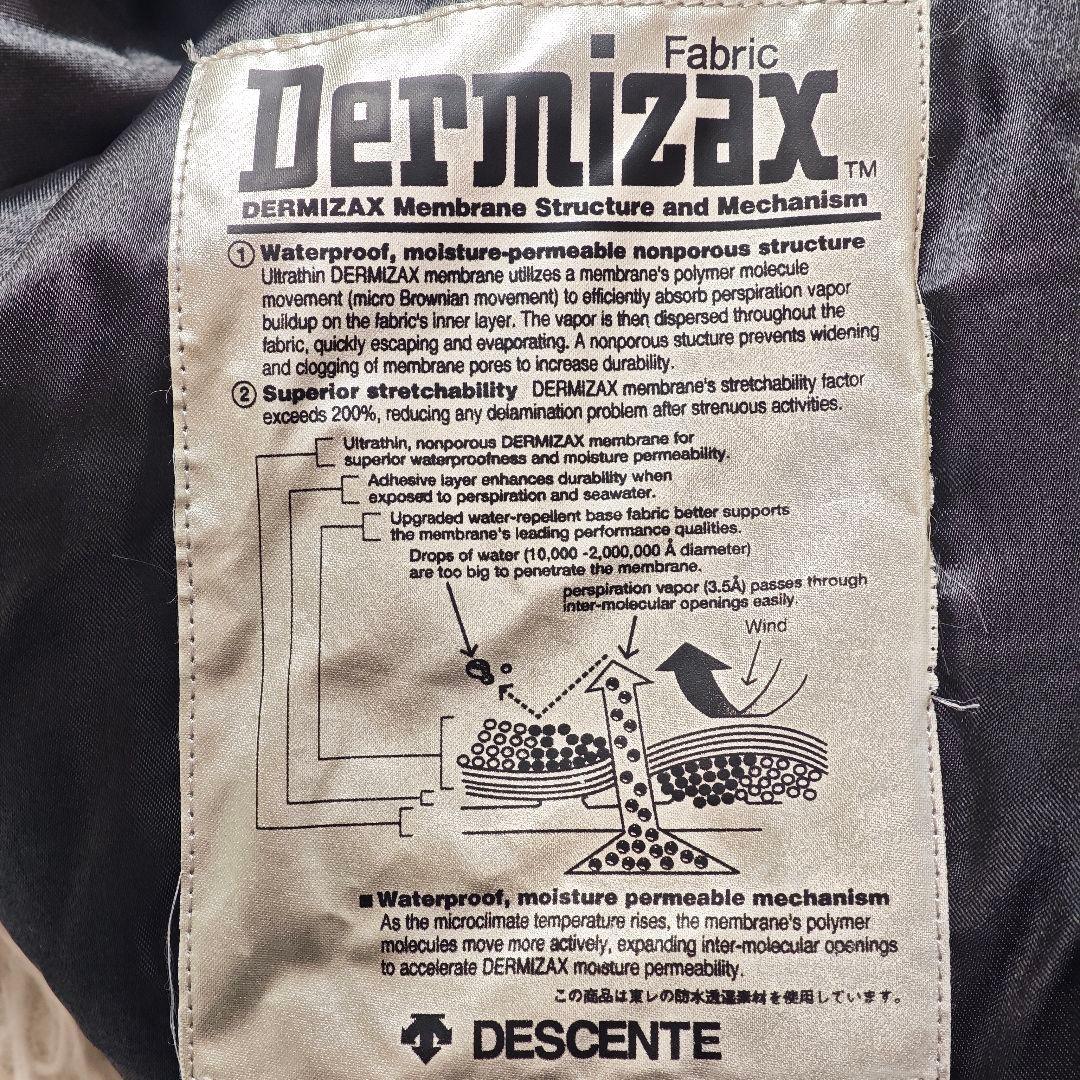 Fabric
Dermizax™
DERMIZAX Membrane Structure and Mechanism
① Waterproof, moisture-permeable nonporous structure
Ultrathin DERMIZAX membrane utilizes a membrane's polymer molecule
movement (micro Brownian movement) to efficiently absorb perspiration vapor
buildup on the fabric's inner layer. The vapor is then dispersed throughout the
fabric, quickly escaping and evaporating. A nonporous stucture prevents widening
and clogging of membrane pores to increase durability.
② Superior stretchability DERMIZAX membrane's stretchability factor
exceeds 200%, reducing any delamination problem after strenuous activities.
Ultrathin, nonporous DERMIZAX membrane for
superior waterproofness and moisture permeability.
Adhesive layer enhances durability when
exposed to perspiration and seawater.
Upgraded water-repellent base fabric better supports
the membrane's leading performance qualities.
Drops of water (10,000 -2,000,000 Å diameter)
are too big to penetrate the membrane.
perspiration vapor (3.5Å) passes through
inter-molecular openings easily.
Wind
■ Waterproof, moisture permeable mechanism
As the microclimate temperature rises, the membrane's polymer
molecules move more actively, expanding inter-molecular openings
to accelerate DERMIZAX moisture permeability.
この商品は東レの防水透湿素材を使用しています。
DESCENTE